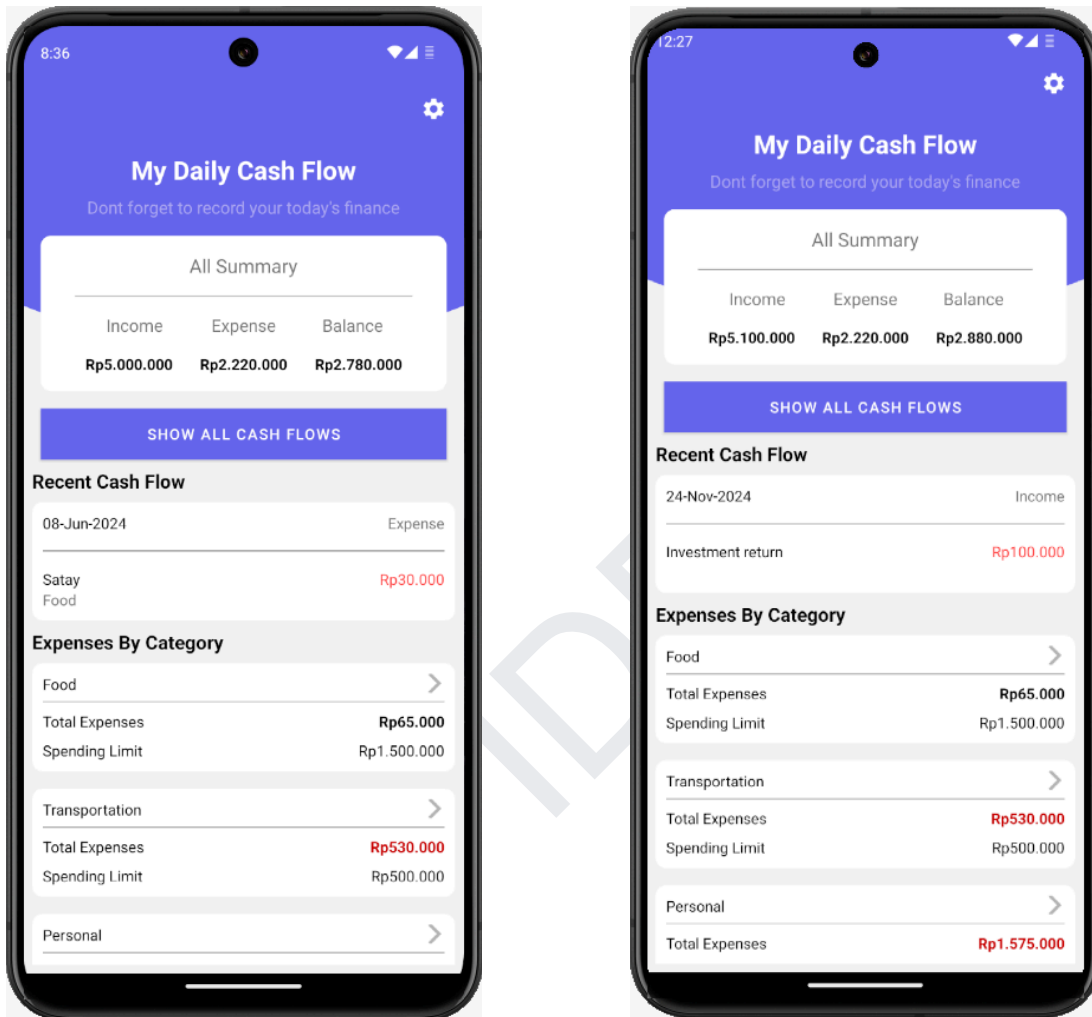 8:36
My Daily Cash Flow
Dont forget to record your today's finance
All Summary
Income Expense Balance
Rp5.000.000 Rp2.220.000 Rp2.780.000
SHOW ALL CASH FLOWS
Recent Cash Flow
08-Jun-2024 Expense
Satay Rp30.000
Food
Expenses By Category
Food
Total Expenses Rp65.000
Spending Limit Rp1.500.000
Transportation
Total Expenses Rp530.000
Spending Limit Rp500.000
Personal
12:27
My Daily Cash Flow
Dont forget to record your today's finance
All Summary
Income Expense Balance
Rp5.100.000 Rp2.220.000 Rp2.880.000
SHOW ALL CASH FLOWS
Recent Cash Flow
24-Nov-2024 Income
Investment return Rp100.000
Expenses By Category
Food
Total Expenses Rp65.000
Spending Limit Rp1.500.000
Transportation
Total Expenses Rp530.000
Spending Limit Rp500.000
Personal
Total Expenses Rp1.575.000